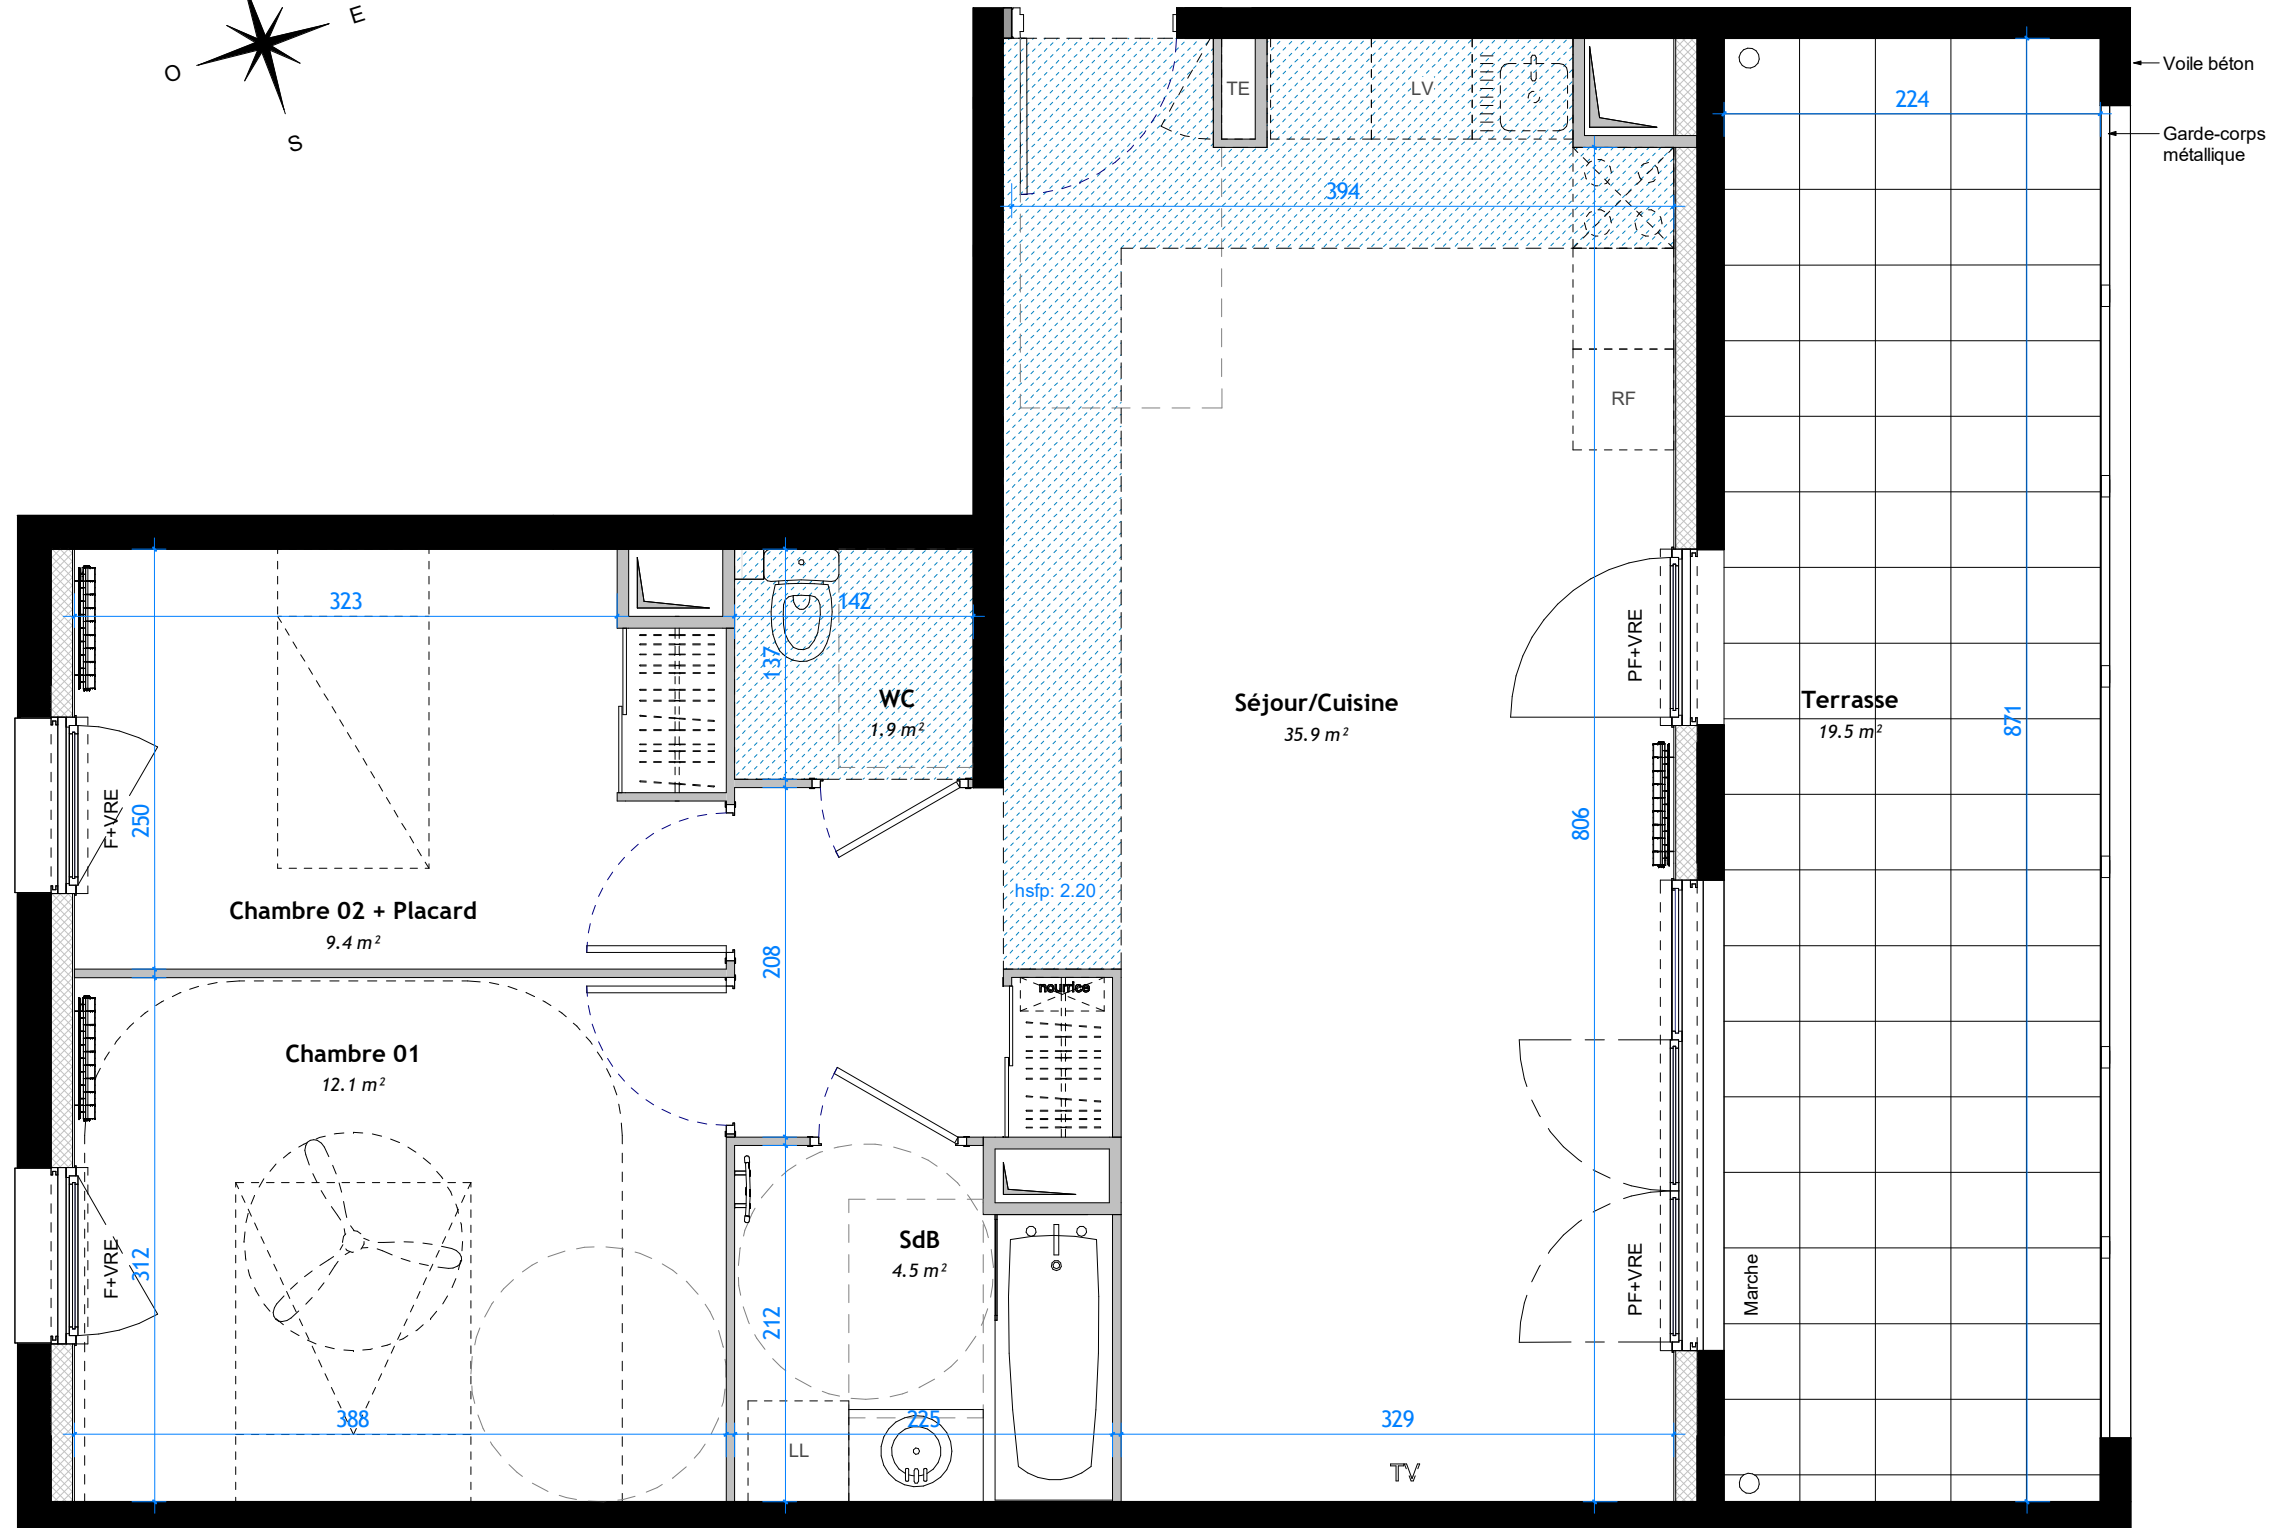 E
O
S
Voile béton
Garde-corps
métallique
TE
LV
224
394
RF
323
142
137
WC
1.9 m²
Séjour/Cuisine
35.9 m²
PF+VRE
Terrasse
19.5 m²
871
F+VRE
250
806
hsfp: 2.20
Chambre 02 + Placard
9.4 m²
208
nourrice
Chambre 01
12.1 m²
SdB
4.5 m²
F+VRE
312
212
PF+VRE
Marche
388
225
329
LL
TV